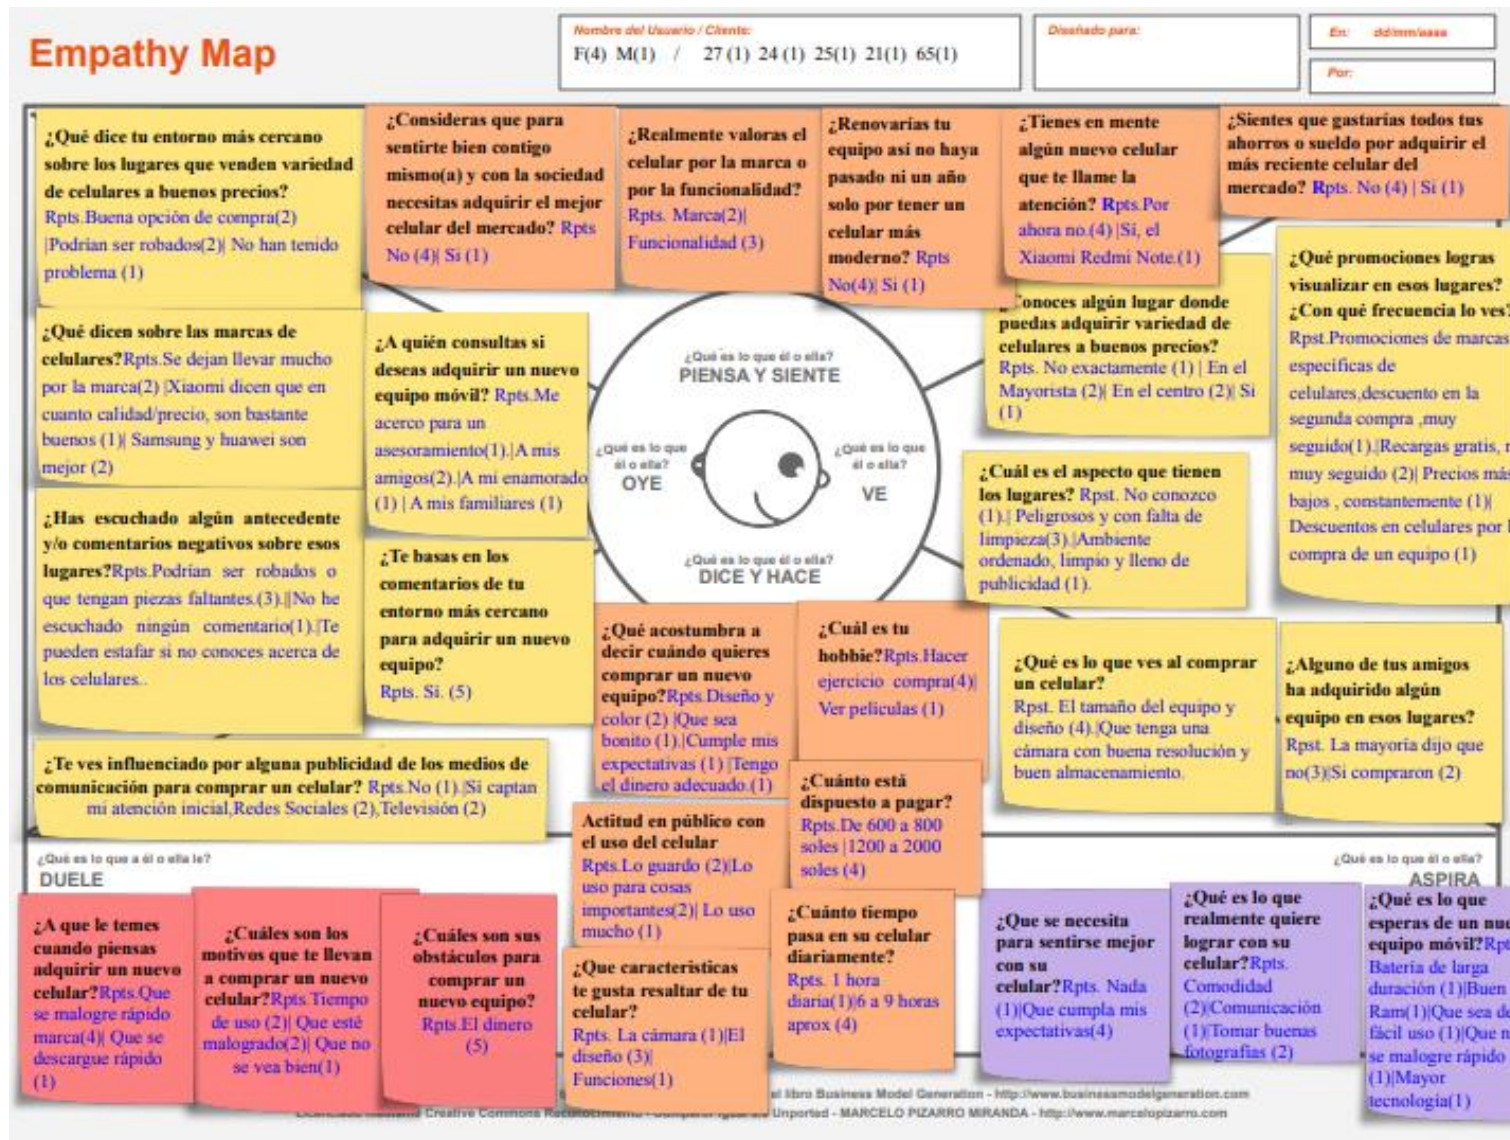 Empathy Map
Nombre del Usuario / Cliente:
F(4) M(1) / 27 (1) 24 (1) 25(1) 21(1) 65(1)
Diseñado para:
En: dd/mm/aaaa
Por:
¿Qué dice tu entorno más cercano
sobre los lugares que venden variedad
de celulares a buenos precios?
Rpts.Buena opción de compra(2)
|Podrían ser robados(2)| No han tenido
problema (1)
¿Consideras que para
sentirte bien contigo
mismo(a) y con la sociedad
necesitas adquirir el mejor
celular del mercado? Rpts
No (4)| Si (1)
¿Realmente valoras el
celular por la marca o
por la funcionalidad?
Rpts. Marca(2)|
Funcionalidad (3)
¿Renovarías tu
equipo así no haya
pasado ni un año
solo por tener un
celular más
moderno? Rpts
No(4)| Si (1)
¿Tienes en mente
algún nuevo celular
que te llame la
atención? Rpts.Por
ahora no.(4) |Sí, el
Xiaomi Redmi Note.(1)
¿Sientes que gastarías todos tus
ahorros o sueldo por adquirir el
más reciente celular del
mercado? Rpts. No (4) | Si (1)
¿Qué dicen sobre las marcas de
celulares?Rpts.Se dejan llevar mucho
por la marca(2) |Xiaomi dicen que en
cuanto calidad/precio, son bastante
buenos (1)| Samsung y huawei son
mejor (2)
¿A quién consultas si
deseas adquirir un nuevo
equipo móvil? Rpts.Me
acerco para un
asesoramiento(1).|A mis
amigos(2).|A mi enamorado
(1) | A mis familiares (1)
¿Qué es lo que él o ella?
PIENSA Y SIENTE
¿Qué es lo que
él o ella?
OYE
¿Qué es lo que
él o ella?
VE
¿Qué es lo que él o ella?
DICE Y HACE
¿Conoces algún lugar donde
puedas adquirir variedad de
celulares a buenos precios?
Rpts. No exactamente (1) | En el
Mayorista (2)| En el centro (2)| Si
(1)
¿Qué promociones logras
visualizar en esos lugares?
¿Con qué frecuencia lo ves?
Rpst.Promociones de marcas
específicas de
celulares,descuento en la
segunda compra ,muy
seguido(1).|Recargas gratis,
muy seguido (2)| Precios más
bajos , constantemente (1)|
Descuentos en celulares por
compra de un equipo (1)
¿Has escuchado algún antecedente
y/o comentarios negativos sobre esos
lugares?Rpts.Podrían ser robados o
que tengan piezas faltantes.(3).||No he
escuchado ningún comentario(1).|Te
pueden estafar si no conoces acerca de
los celulares..
¿Te basas en los
comentarios de tu
entorno más cercano
para adquirir un nuevo
equipo?
Rpts. Si. (5)
¿Cuál es el aspecto que tienen
los lugares? Rpst. No conozco
(1).| Peligrosos y con falta de
limpieza(3).|Ambiente
ordenado, limpio y lleno de
publicidad (1).
¿Qué acostumbra a
decir cuándo quieres
comprar un nuevo
equipo?Rpts.Diseño y
color (2) |Que sea
bonito (1).|Cumple mis
expectativas (1) |Tengo
el dinero adecuado.(1)
¿Cuál es tu
hobbie?Rpts.Hacer
ejercicio compra(4)|
Ver películas (1)
¿Qué es lo que ves al comprar
un celular?
Rpst. El tamaño del equipo y
diseño (4).|Que tenga una
cámara con buena resolución y
buen almacenamiento.
¿Alguno de tus amigos
ha adquirido algún
equipo en esos lugares?
Rpst. La mayoría dijo que
no(3)|Si compraron (2)
¿Te ves influenciado por alguna publicidad de los medios de
comunicación para comprar un celular? Rpts.No (1).|Si captan
mi atención inicial,Redes Sociales (2),Televisión (2)
¿Cuánto está
dispuesto a pagar?
Rpts.De 600 a 800
soles |1200 a 2000
soles (4)
Actitud en público con
el uso del celular
Rpts.Lo guardo (2)|Lo
uso para cosas
importantes(2)| Lo uso
mucho (1)
¿Qué es lo que a él o ella le?
DUELE
¿Qué es lo que él o ella?
ASPIRA
¿A que le temes
cuando piensas
adquirir un nuevo
celular?Rpts.Que
se malogre rápido
marca(4)| Que se
descargue rápido
(1)
¿Cuáles son los
motivos que te llevan
a comprar un nuevo
celular?Rpts.Tiempo
de uso (2)| Que esté
malogrado(2)| Que no
se vea bien(1)
¿Cuáles son sus
obstáculos para
comprar un
nuevo equipo?
Rpts.El dinero
(5)
¿Que características
te gusta resaltar de tu
celular?
Rpts. La cámara (1)|El
diseño (3)|
Funciones(1)
¿Cuánto tiempo
pasa en su celular
diariamente?
Rpts. 1 hora
diaria(1)|6 a 9 horas
aprox (4)
¿Que se necesita
para sentirse mejor
con su
celular?Rpts. Nada
(1)|Que cumpla mis
expectativas(4)
¿Qué es lo que
realmente quiere
lograr con su
celular?Rpts.
Comodidad
(2)|Comunicación
(1)|Tomar buenas
fotografías (2)
¿Qué es lo que
esperas de un
equipo móvil?
Batería de larga
duración (1)|Buen
Ram(1)|Que sea de
fácil uso (1)|Que
se malogre rápido
(1)|Mayor
tecnología(1)
el libro Business Model Generation - http://www.businessmodelgeneration.com
Creative Commons Unported - MARCELO PIZARRO MIRANDA - http://www.marcelopizarro.com